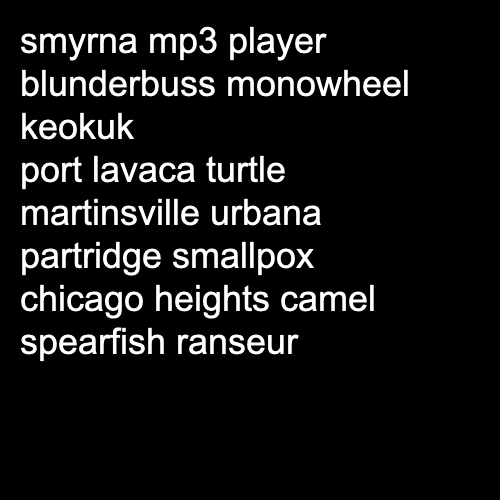 smyrna mp3 player
blunderbuss monowheel
keokuk
port lavaca turtle
martinsville urbana
partridge smallpox
chicago heights camel
spearfish ranseur